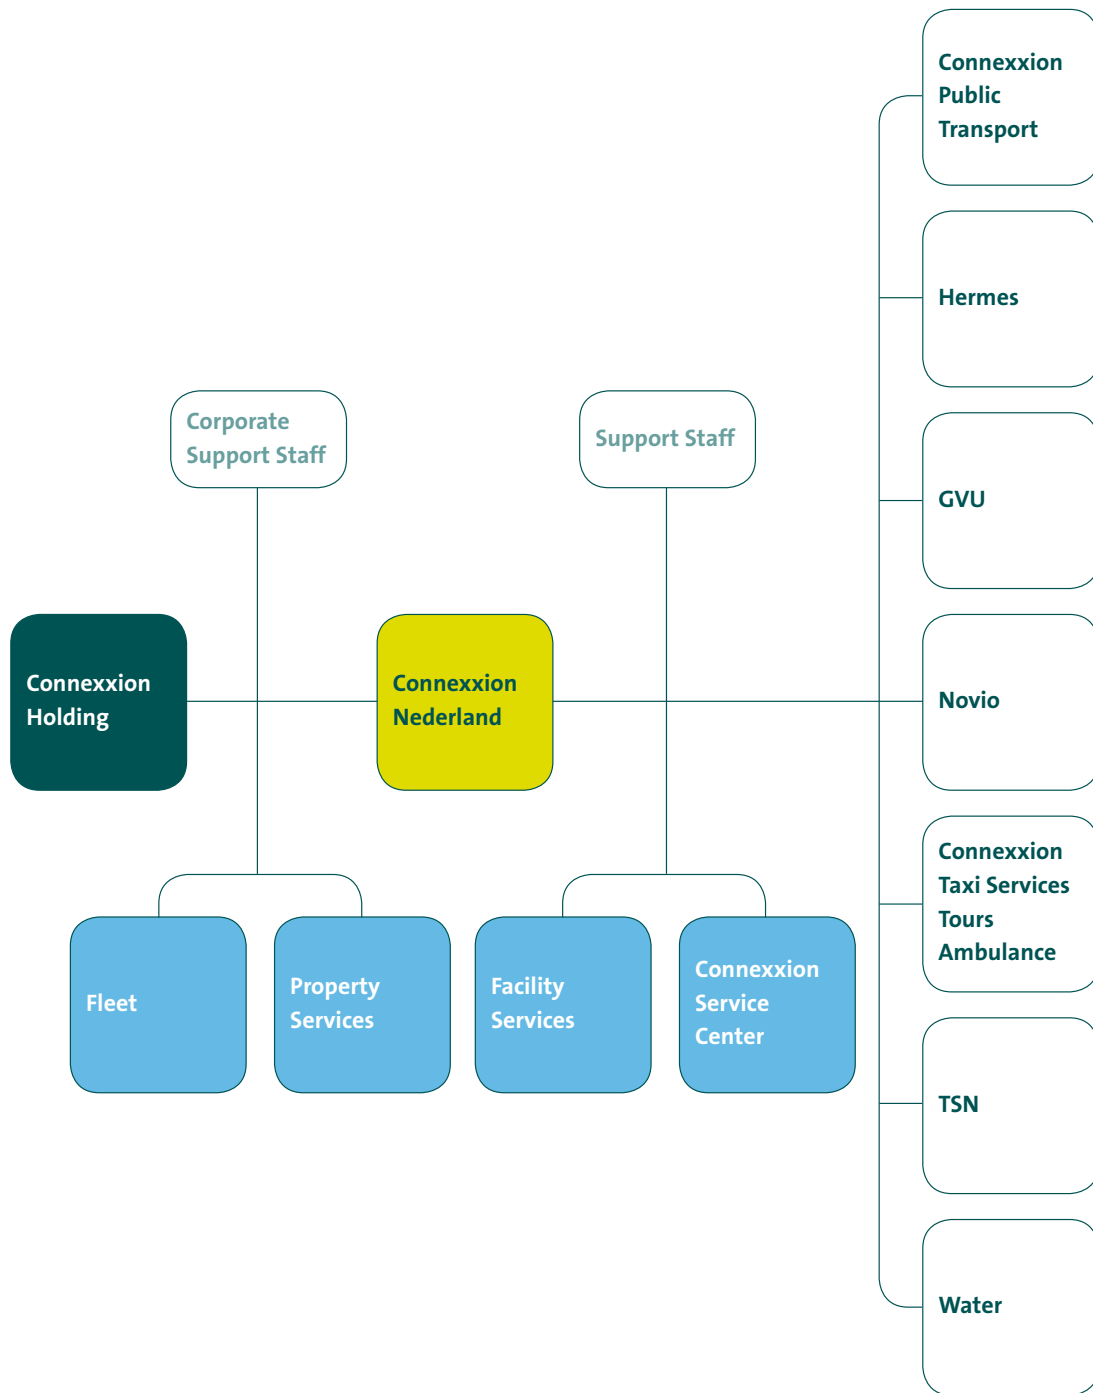 Connexxion
Public
Transport
Hermes
Corporate
Support Staff
Support Staff
GVU
Connexxion
Holding
Connexxion
Nederland
Novio
Connexxion
Taxi Services
Tours
Ambulance
Fleet
Property
Services
Facility
Services
Connexxion
Service
Center
TSN
Water